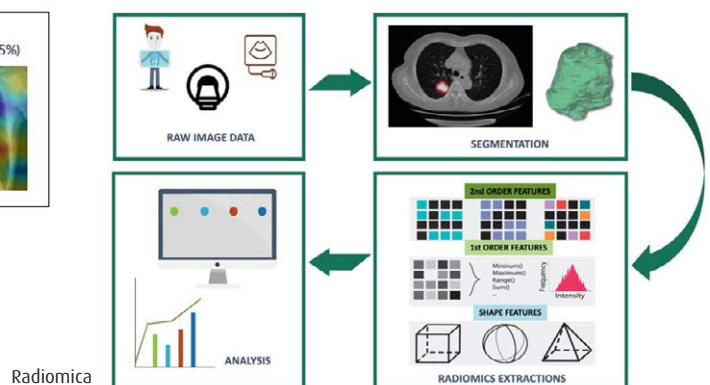 5%)
RAW IMAGE DATA
SEGMENTATION
2nd ORDER FEATURES
1st ORDER FEATURES
Mininum()
Maximum()
Range()
Sum()
...
Frequency
Intensity
SHAPE FEATURES
RADIOMICS EXTRACTIONS
ANALYSIS
Radiomica